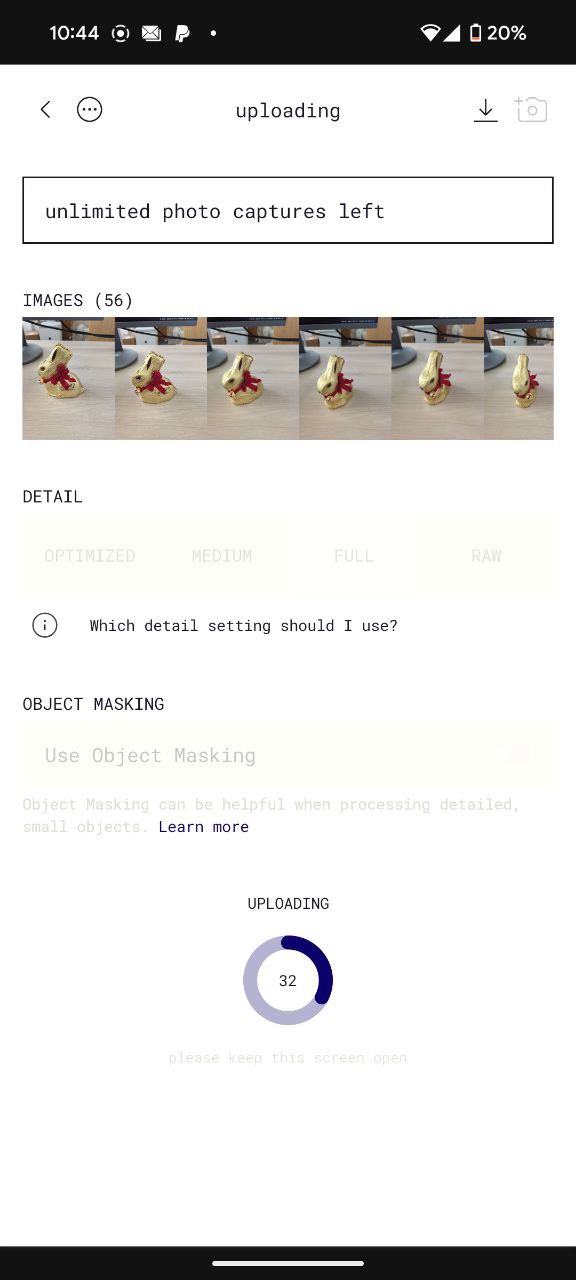 10:44
20%
uploading
unlimited photo captures left
IMAGES (56)
DETAIL
OPTIMIZED MEDIUM FULL RAW
Which detail setting should I use?
OBJECT MASKING
Use Object Masking
Object Masking can be helpful when processing detailed,
small objects. Learn more
UPLOADING
32
please keep this screen open